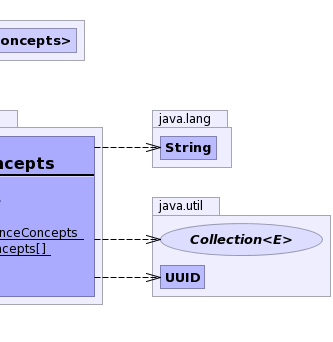 oncepts>
java.lang
String
ncepts
java.util
nceConcepts
Collection<E>
ncepts[]
UUID